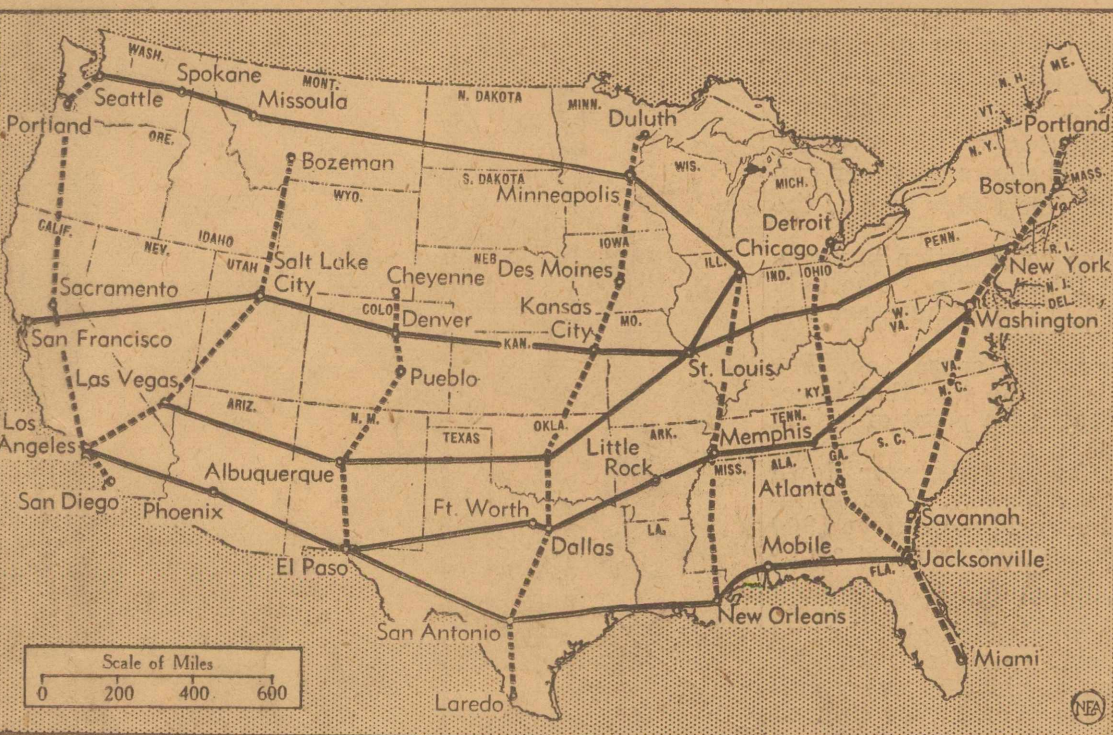 WASH.
Spokane
MONT.
N. DAKOTA
MINN.
ME.
N. H.
VT.
Seattle
Missoula
Duluth
Portland
ORE.
Portland
N. Y.
Bozeman
WIS.
MICH.
MASS.
S. DAKOTA
Boston
WYO.
Minneapolis
Detroit
CALIF.
NEV.
IDAHO
UTAH
IOWA
Chicago
PENN.
R. I.
Salt Lake
City
NEB
ILL.
IND.
OHIO
New York
Cheyenne
Des Moines
N. J.
DEL.
Sacramento
COLO
Denver
Kansas
City
MO.
W.
VA.
Washington
San Francisco
KAN.
St. Louis
VA.
Las Vegas
Pueblo
KY.
N. C.
ARIZ.
N. M.
OKLA.
TENN.
Los
Angeles
TEXAS
ARK.
Memphis
S. C.
Little
Rock
Albuquerque
MISS.
ALA.
GA.
San Diego
Phoenix
Atlanta
Ft. Worth
LA.
Savannah
El Paso
Dallas
Mobile
Jacksonville
FLA.
New Orleans
San Antonio
Miami
Scale of Miles
0 200 400 600
Laredo
NEA